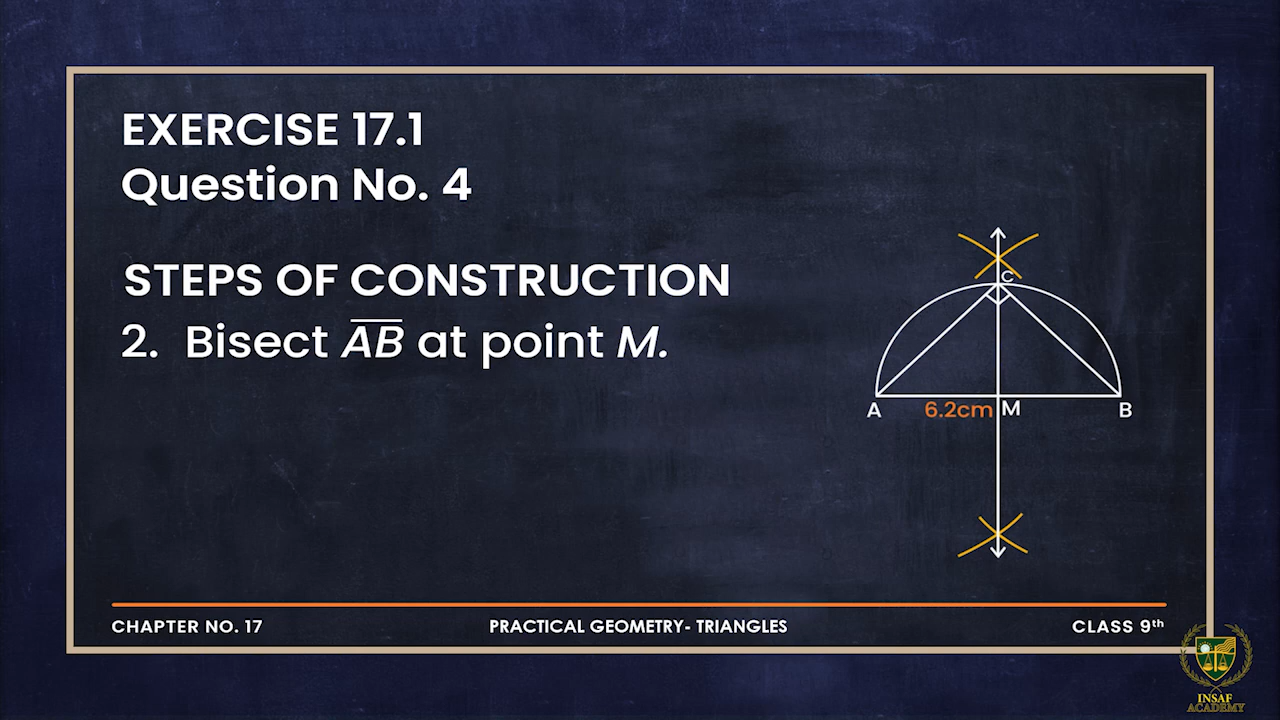 EXERCISE 17.1
Question No. 4
STEPS OF CONSTRUCTION
2. Bisect A̅B̅ at point M.
C
A 6.2cm M B
CHAPTER NO. 17 PRACTICAL GEOMETRY- TRIANGLES CLASS 9th
INSAF
ACADEMY